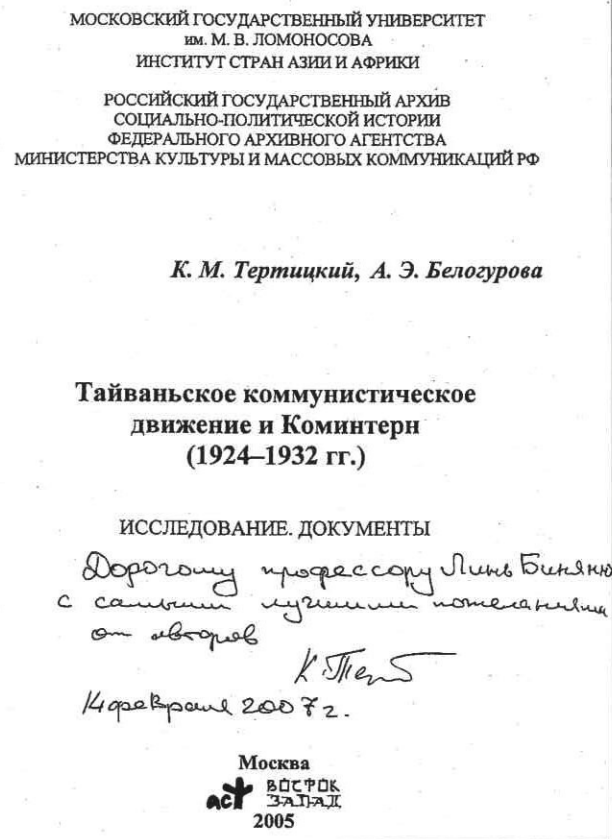 МОСКОВСКИЙ ГОСУДАРСТВЕННЫЙ УНИВЕРСИТЕТ
им. М. В. ЛОМОНОСОВА
ИНСТИТУТ СТРАН АЗИИ И АФРИКИ
РОССИЙСКИЙ ГОСУДАРСТВЕННЫЙ АРХИВ
СОЦИАЛЬНО-ПОЛИТИЧЕСКОЙ ИСТОРИИ
ФЕДЕРАЛЬНОГО АРХИВНОГО АГЕНТСТВА
МИНИСТЕРСТВА КУЛЬТУРЫ И МАССОВЫХ КОММУНИКАЦИЙ РФ
К. М. Тертицкий, А. Э. Белогурова
Тайваньское коммунистическое
движение и Коминтерн
(1924–1932 гг.)
ИССЛЕДОВАНИЕ. ДОКУМЕНТЫ
Дорогому профессору Линь
с самыми лучшими пожеланиями
от авторов
14 февраля 2007 г.
Москва
аст ВОСТОК
ЗАПАД
2005